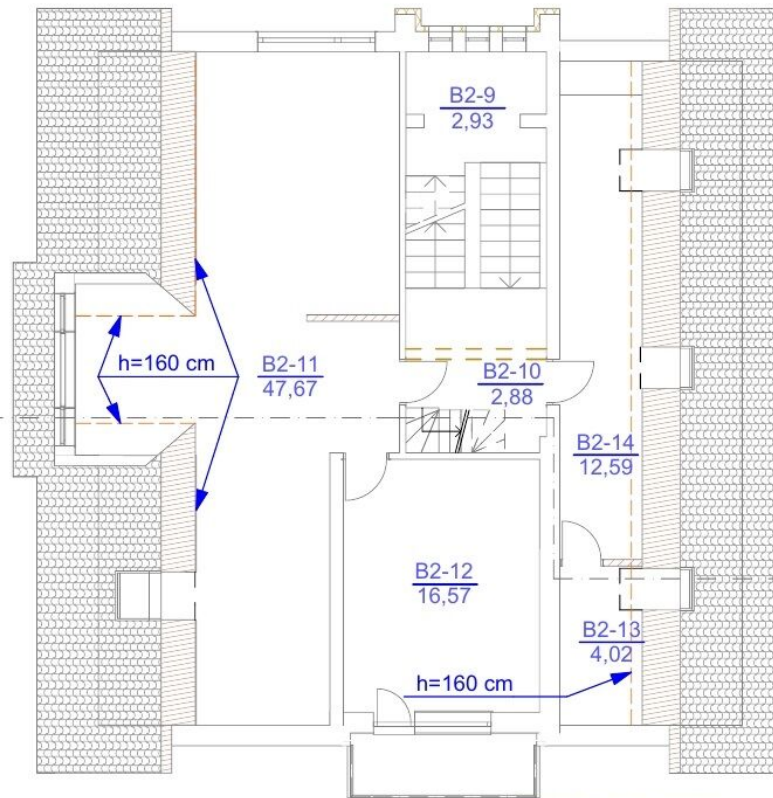 B2-9
2,93
h=160 cm
B2-11
47,67
B2-10
2,88
B2-14
12,59
B2-12
16,57
B2-13
4,02
h=160 cm